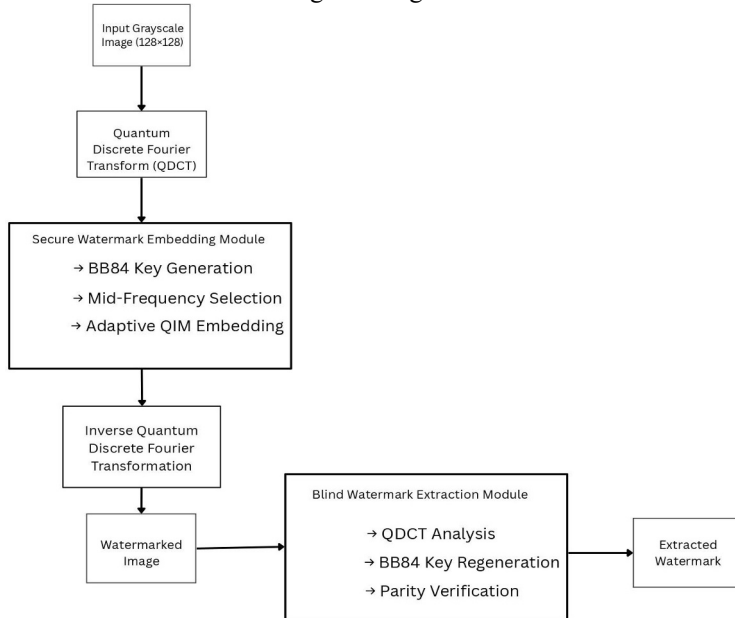 Input Grayscale
Image (128×128)
Quantum
Discrete Fourier
Transform (QDCT)
Secure Watermark Embedding Module
→ BB84 Key Generation
→ Mid-Frequency Selection
→ Adaptive QIM Embedding
Inverse Quantum
Discrete Fourier
Transformation
Watermarked
Image
Blind Watermark Extraction Module
→ QDCT Analysis
→ BB84 Key Regeneration
→ Parity Verification
Extracted
Watermark